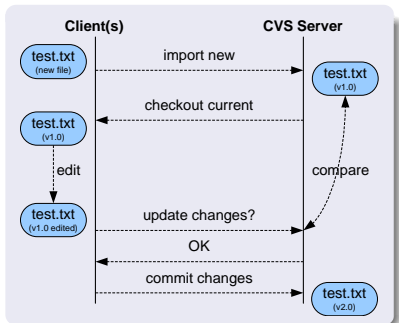 Client(s)
CVS Server
test.txt
(new file)
import new
test.txt
(v1.0)
checkout current
test.txt
(v1.0)
edit
compare
test.txt
(v1.0 edited)
update changes?
OK
commit changes
test.txt
(v2.0)